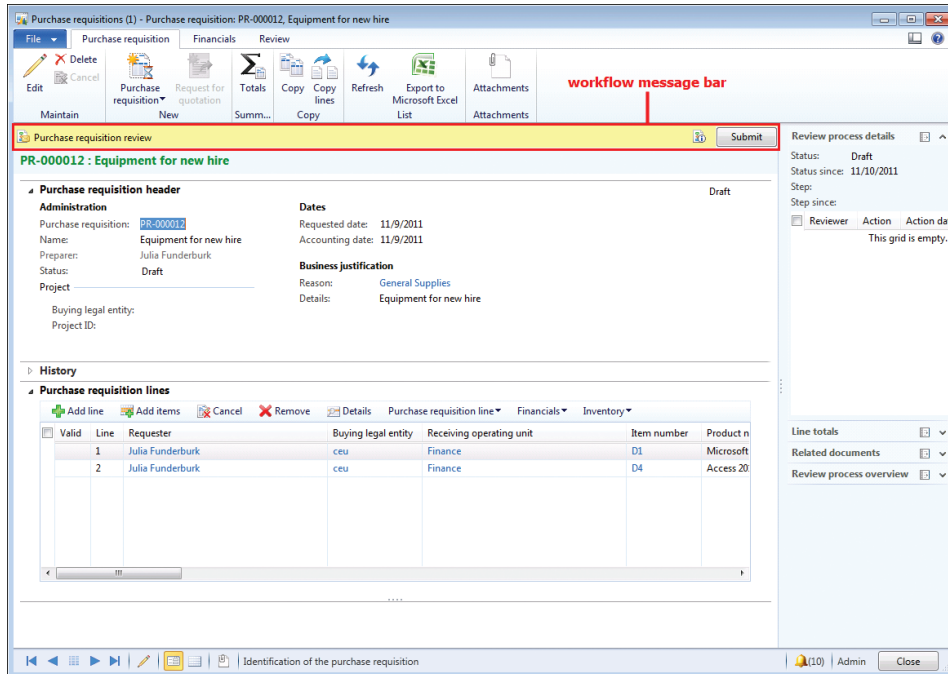 Purchase requisitions (1) - Purchase requisition: PR-000012, Equipment for new hire
File Purchase requisition Financials Review
Delete
Cancel
Edit
Purchase requisition
Request for quotation
Totals
Copy
Copy lines
Refresh
Export to Microsoft Excel
Attachments
Maintain New Summ... Copy List Attachments
workflow message bar
Purchase requisition review Submit
PR-000012 : Equipment for new hire
Purchase requisition header Draft
Administration
Purchase requisition: PR-000012
Name: Equipment for new hire
Preparer: Julia Funderburk
Status: Draft
Project
Buying legal entity:
Project ID:
Dates
Requested date: 11/9/2011
Accounting date: 11/9/2011
Business justification
Reason: General Supplies
Details: Equipment for new hire
History
Purchase requisition lines
Add line Add items Cancel Remove Details Purchase requisition line Financials Inventory
Valid Line Requester Buying legal entity Receiving operating unit Item number Product n
1 Julia Funderburk ceu Finance D1 Microsoft
2 Julia Funderburk ceu Finance D4 Access 20
Review process details
Status: Draft
Status since: 11/10/2011
Step:
Step since:
Reviewer Action Action da
This grid is empty.
Line totals
Related documents
Review process overview
Identification of the purchase requisition (10) Admin Close